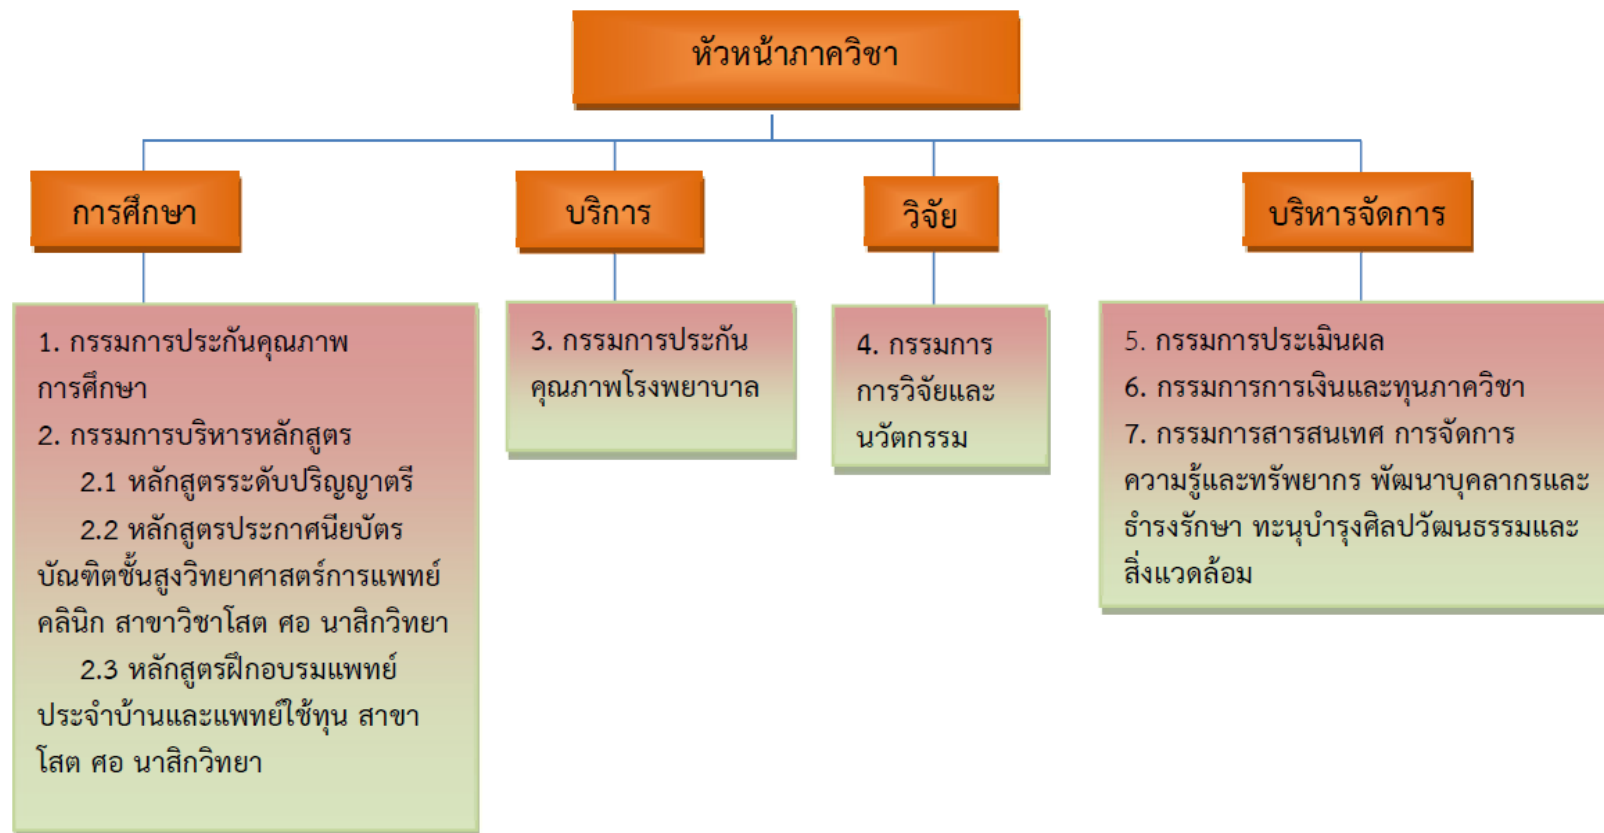 หัวหน้าภาควิชา
การศึกษา
บริการ
วิจัย
บริหารจัดการ
1. กรรมการประกันคุณภาพ
การศึกษา
2. กรรมการบริหารหลักสูตร
2.1 หลักสูตรระดับปริญญาตรี
2.2 หลักสูตรประกาศนียบัตร
บัณฑิตชั้นสูงวิทยาศาสตร์การแพทย์
คลินิก สาขาวิชาโสต ศอ นาสิกวิทยา
2.3 หลักสูตรฝึกอบรมแพทย์
ประจำบ้านและแพทย์ใช้ทุน สาขา
โสต ศอ นาสิกวิทยา
3. กรรมการประกัน
คุณภาพโรงพยาบาล
4. กรรมการ
การวิจัยและ
นวัตกรรม
5. กรรมการประเมินผล
6. กรรมการการเงินและทุนภาควิชา
7. กรรมการสารสนเทศ การจัดการ
ความรู้และทรัพยากร พัฒนาบุคลากรและ
ธำรงรักษา ทะนุบำรุงศิลปวัฒนธรรมและ
สิ่งแวดล้อม